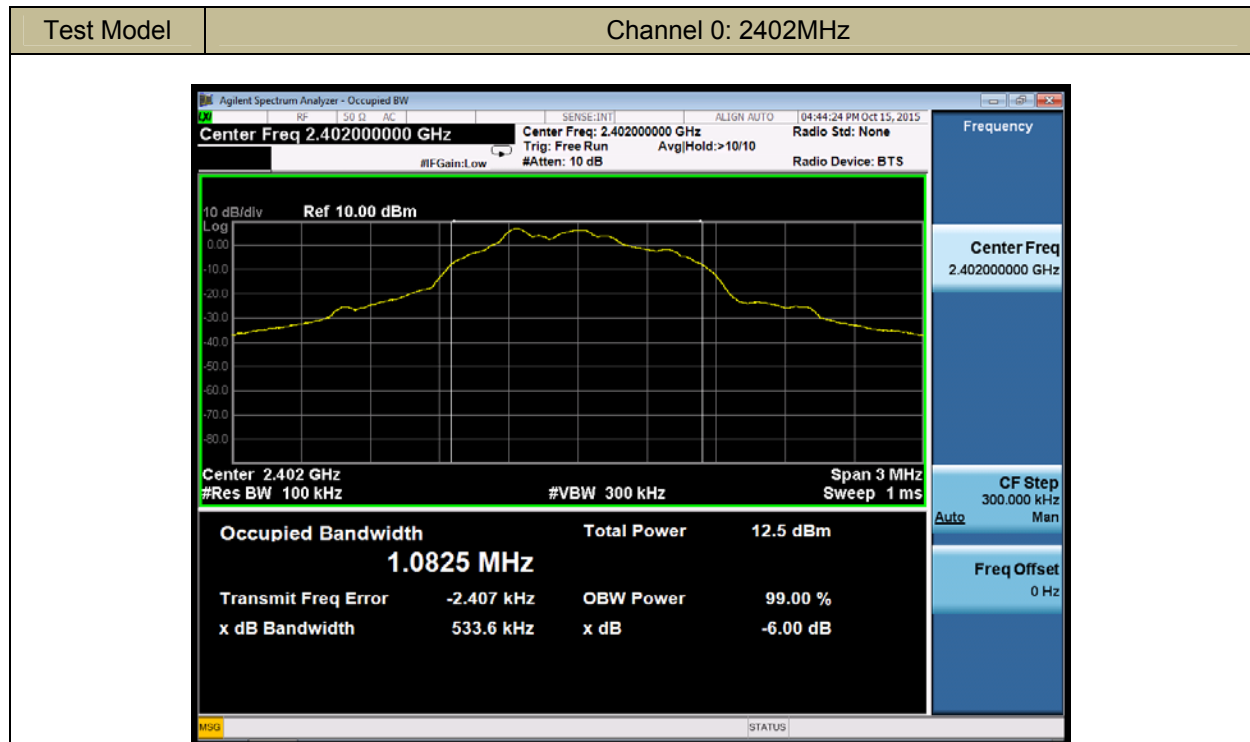 Test Model Channel 0: 2402MHz
Agilent Spectrum Analyzer - Occupied BW
LXI RF 50 Ω AC SENSE:INT ALIGN AUTO 04:44:24 PM Oct 15, 2015
Center Freq 2.402000000 GHz
Center Freq: 2.402000000 GHz Radio Std: None
Trig: Free Run Avg|Hold:>10/10
#IFGain:Low #Atten: 10 dB Radio Device: BTS
10 dB/div Ref 10.00 dBm
Log
0.00
-10.0
-20.0
-30.0
-40.0
-50.0
-60.0
-70.0
-80.0
Center 2.402 GHz Span 3 MHz
#Res BW 100 kHz #VBW 300 kHz Sweep 1 ms
Occupied Bandwidth Total Power 12.5 dBm
1.0825 MHz
Transmit Freq Error -2.407 kHz OBW Power 99.00 %
x dB Bandwidth 533.6 kHz x dB -6.00 dB
Frequency
Center Freq
2.402000000 GHz
CF Step
300.000 kHz
Auto Man
Freq Offset
0 Hz
MSG STATUS